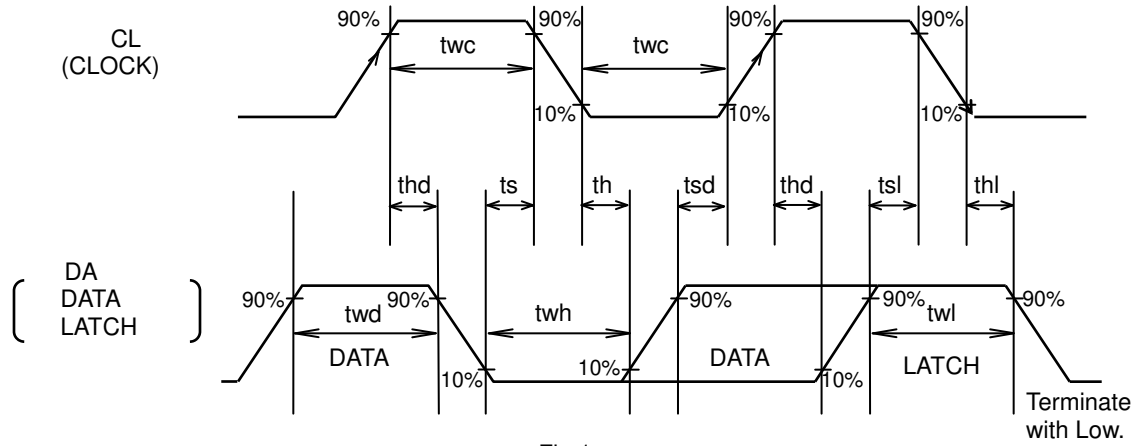 90% 90% 90% 90%
CL
(CLOCK)
twc twc
10% 10% 10%
thd ts th tsd thd tsl thl
DA
DATA
LATCH
90% 90% 90% 90% 90%
twd twh twl
DATA DATA LATCH
10% 10% 10%
Terminate
with Low.